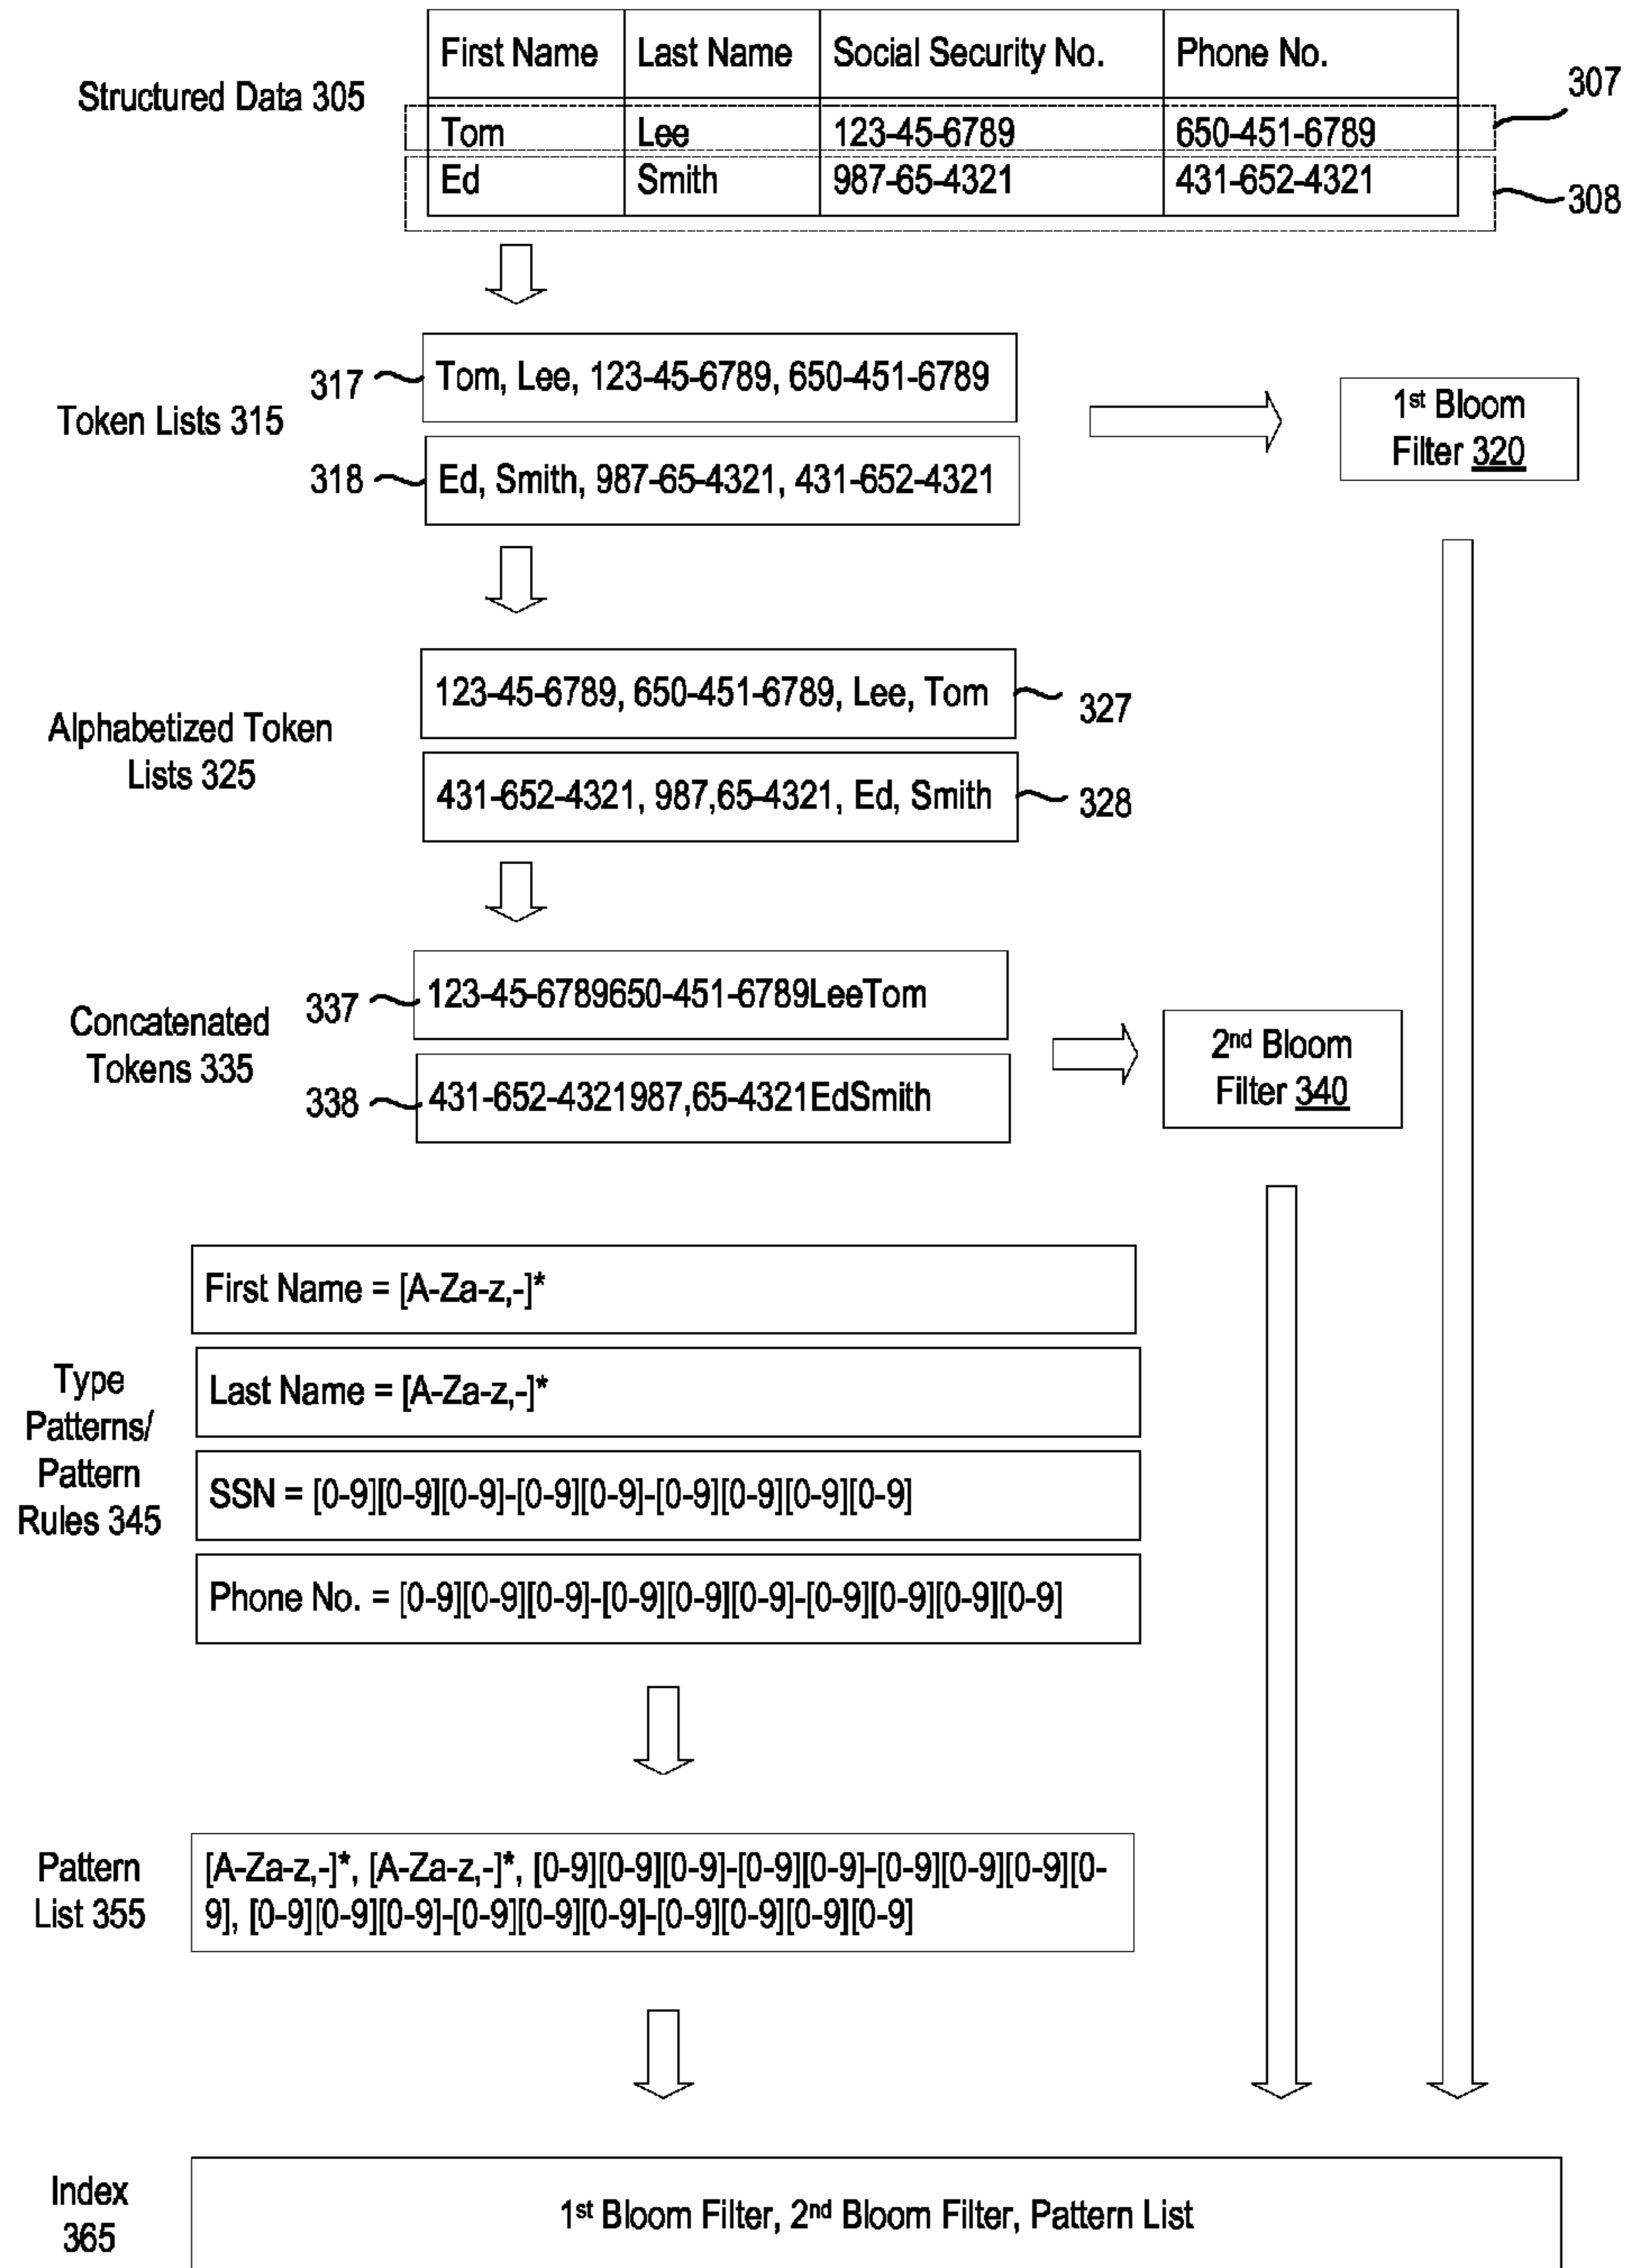 First Name Last Name Social Security No. Phone No.
Structured Data 305
307
Tom Lee 123-45-6789 650-451-6789
Ed Smith 987-65-4321 431-652-4321
308
317 Tom, Lee, 123-45-6789, 650-451-6789
Token Lists 315
1st Bloom
Filter 320
318 Ed, Smith, 987-65-4321, 431-652-4321
123-45-6789, 650-451-6789, Lee, Tom 327
Alphabetized Token
Lists 325
431-652-4321, 987,65-4321, Ed, Smith 328
337 123-45-6789650-451-6789LeeTom
Concatenated
Tokens 335
2nd Bloom
Filter 340
338 431-652-4321987,65-4321EdSmith
First Name = [A-Za-z,-]*
Type
Patterns/
Pattern
Rules 345
Last Name = [A-Za-z,-]*
SSN = [0-9][0-9][0-9]-[0-9][0-9]-[0-9][0-9][0-9][0-9]
Phone No. = [0-9][0-9][0-9]-[0-9][0-9][0-9]-[0-9][0-9][0-9][0-9]
Pattern
List 355
[A-Za-z,-]*, [A-Za-z,-]*, [0-9][0-9][0-9]-[0-9][0-9]-[0-9][0-9][0-9][0-
9], [0-9][0-9][0-9]-[0-9][0-9][0-9]-[0-9][0-9][0-9][0-9]
Index
365
1st Bloom Filter, 2nd Bloom Filter, Pattern List